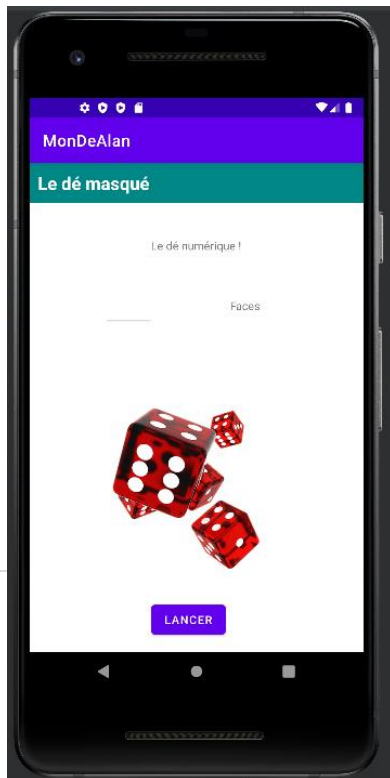 MonDeAlan
Le dé masqué
Le dé numérique !
Faces
LANCER